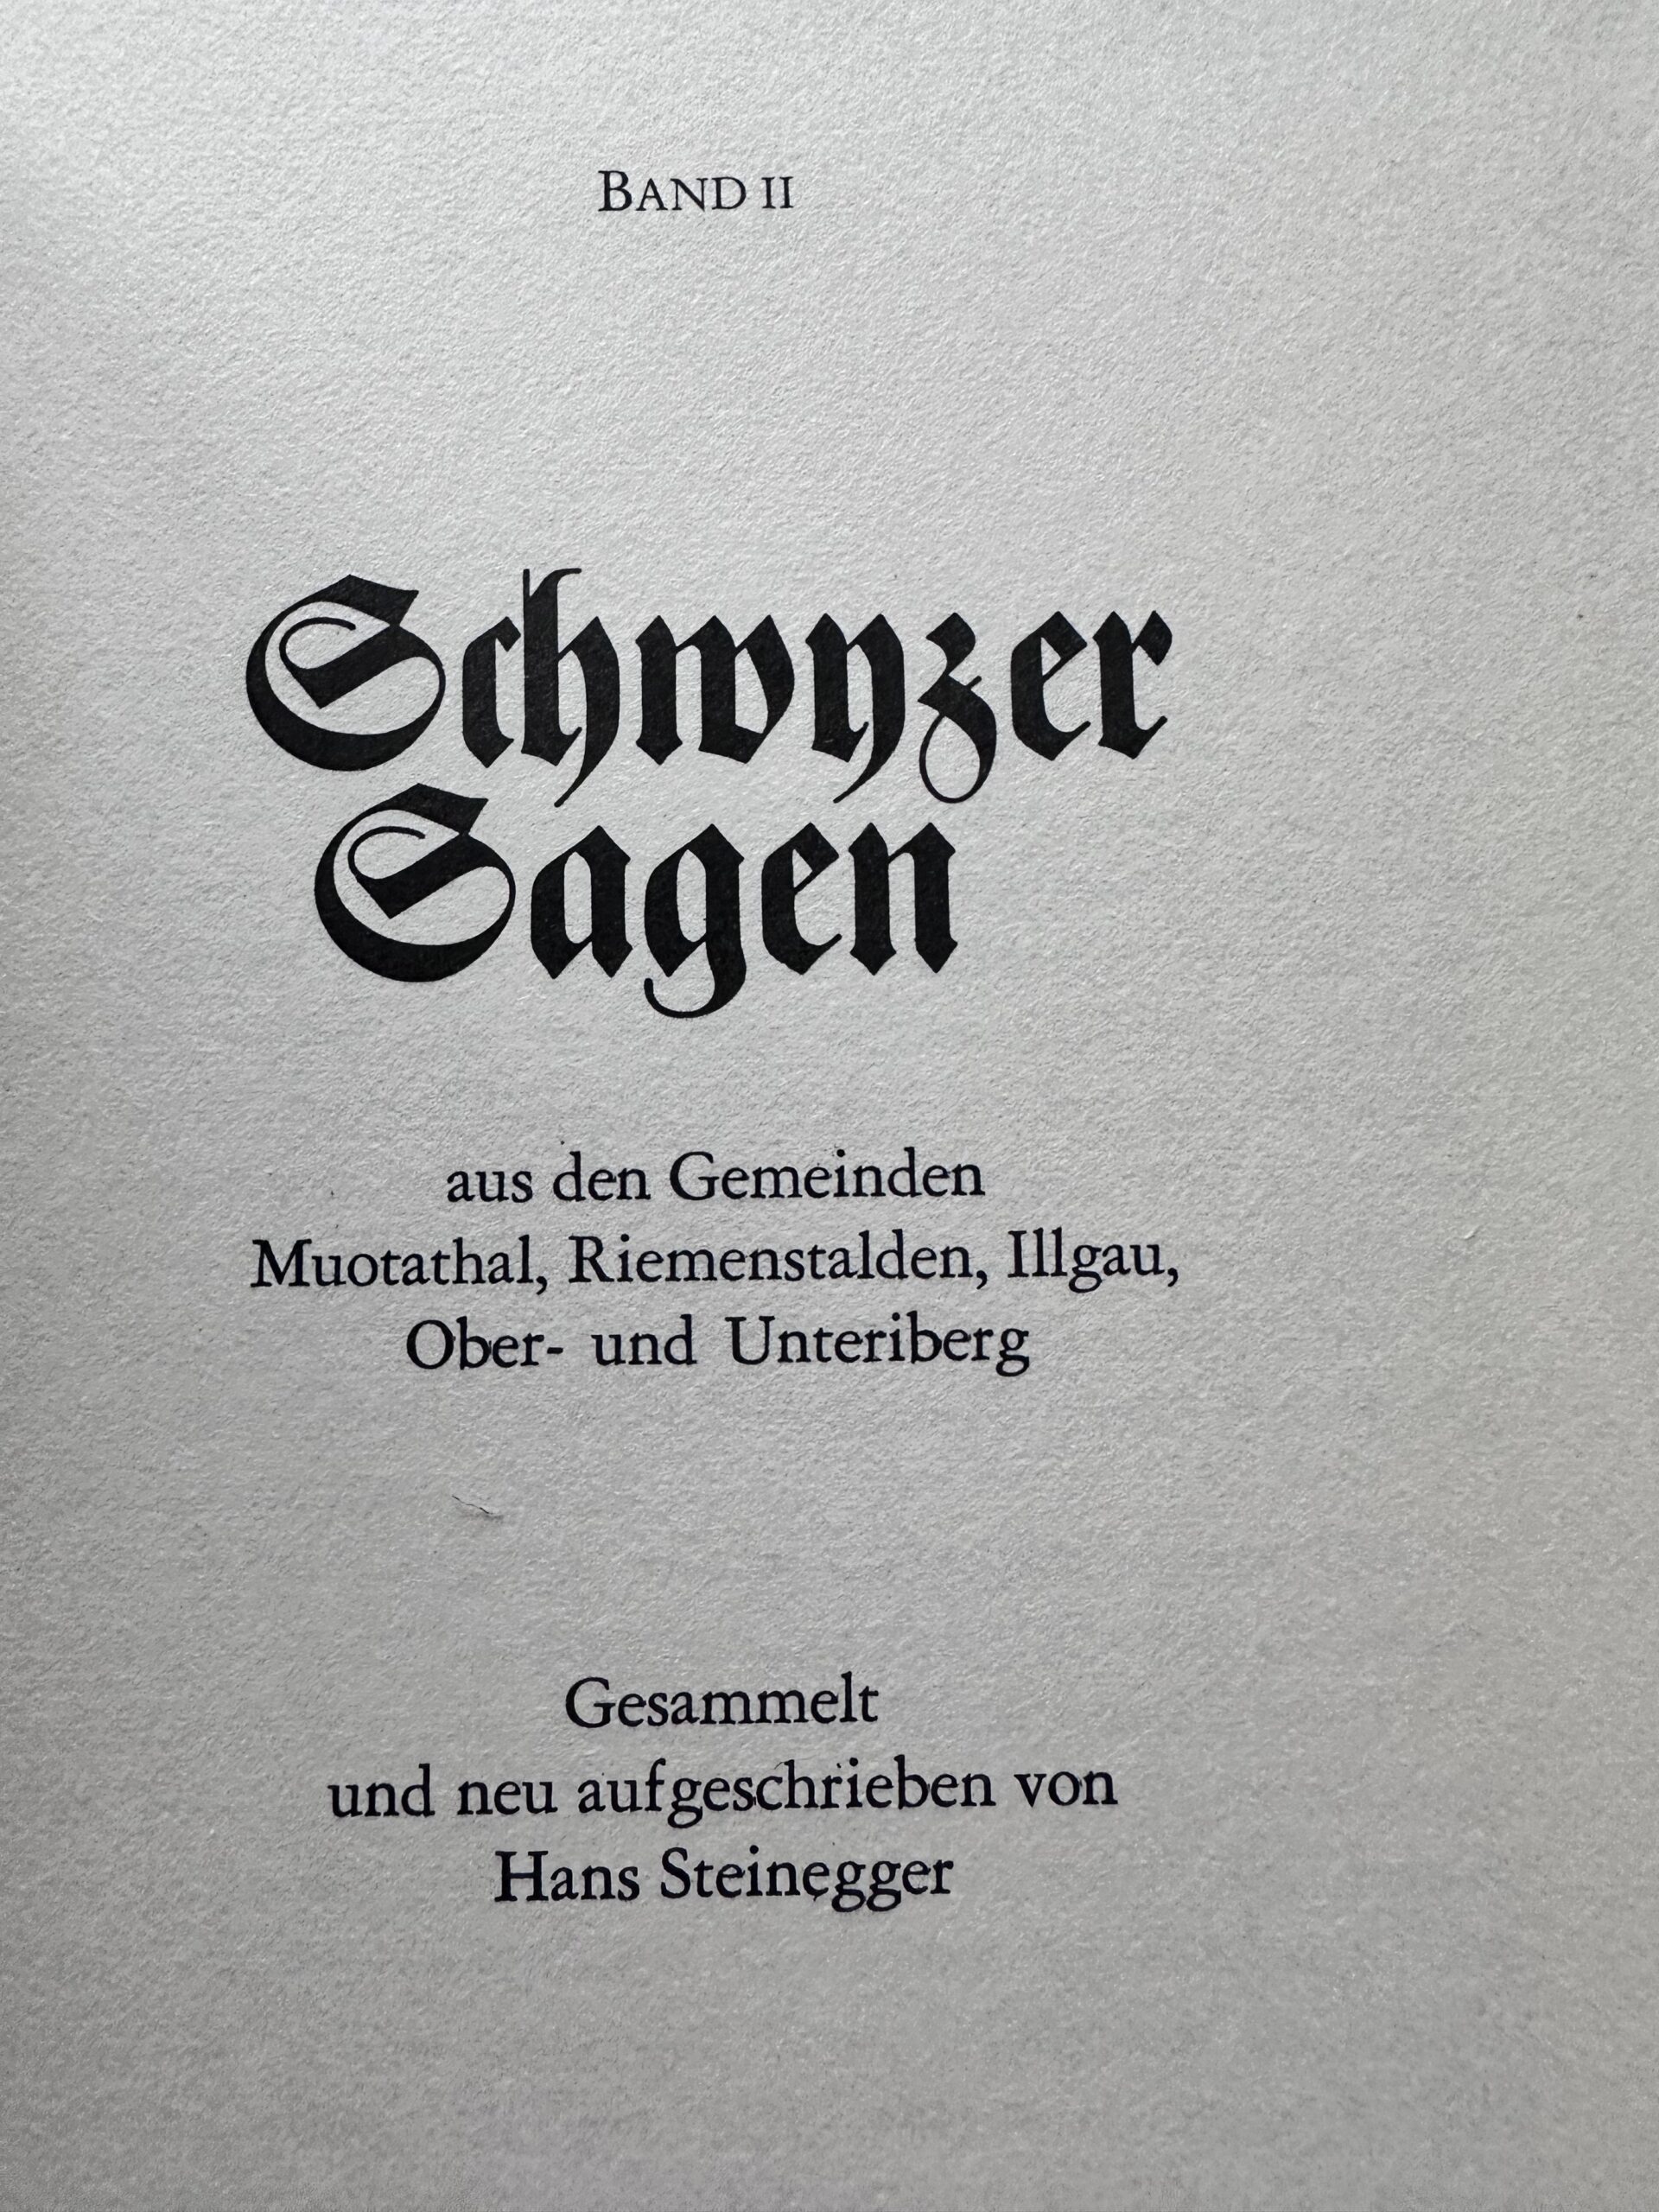 BAND II
Schwyzer
Sagen
aus den Gemeinden
Muotathal, Riemenstalden, Illgau,
Ober- und Unteriberg
Gesammelt
und neu aufgeschrieben von
Hans Steinegger